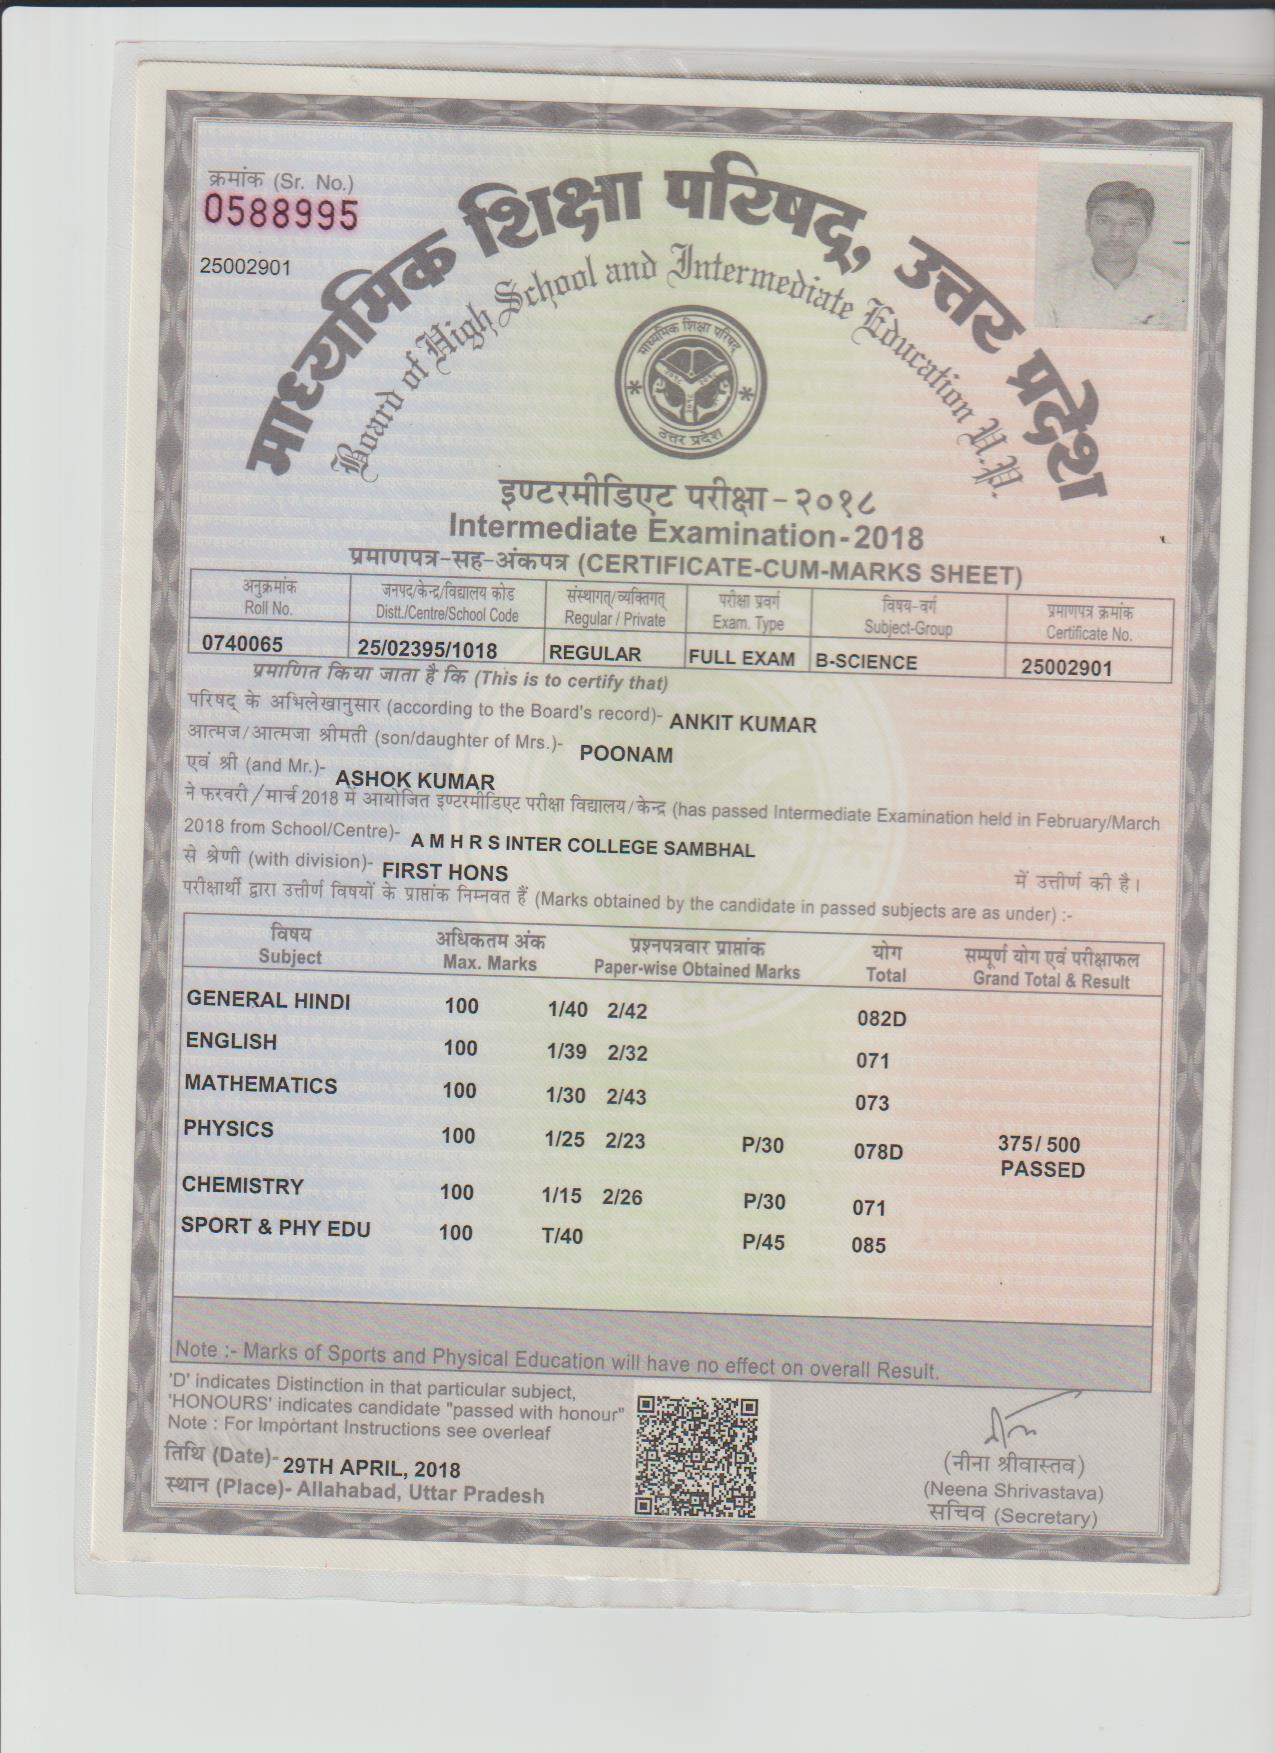 क्रमांक (Sr. No.)
0588995
25002901
माध्यमिक शिक्षा परिषद्, उत्तर प्रदेश
Board of High School and Intermediate Education U.P.
माध्यमिक शिक्षा परिषद्
उत्तर प्रदेश
इण्टरमीडिएट परीक्षा-२०१८
Intermediate Examination-2018
प्रमाणपत्र-सह-अंकपत्र (CERTIFICATE-CUM-MARKS SHEET)
अनुक्रमांक जनपद/केन्द्र/विद्यालय कोड संस्थागत्/व्यक्तिगत् परीक्षा प्रवर्ग विषय-वर्ग प्रमाणपत्र क्रमांक
Roll No. Distt./Centre/School Code Regular / Private Exam. Type Subject-Group Certificate No.
0740065 25/02395/1018 REGULAR FULL EXAM B-SCIENCE 25002901
प्रमाणित किया जाता है कि (This is to certify that)
परिषद् के अभिलेखानुसार (according to the Board's record)- ANKIT KUMAR
आत्मज/आत्मजा श्रीमती (son/daughter of Mrs.)- POONAM
एवं श्री (and Mr.)- ASHOK KUMAR
ने फरवरी/मार्च 2018 में आयोजित इण्टरमीडिएट परीक्षा विद्यालय/केन्द्र (has passed Intermediate Examination held in February/March
2018 from School/Centre)- A M H R S INTER COLLEGE SAMBHAL
से श्रेणी (with division)- FIRST HONS में उत्तीर्ण की है।
परीक्षार्थी द्वारा उत्तीर्ण विषयों के प्राप्तांक निम्नवत हैं (Marks obtained by the candidate in passed subjects are as under) :-
विषय अधिकतम अंक प्रश्नपत्रवार प्राप्तांक योग सम्पूर्ण योग एवं परीक्षाफल
Subject Max. Marks Paper-wise Obtained Marks Total Grand Total & Result
GENERAL HINDI 100 1/40 2/42 082D
ENGLISH 100 1/39 2/32 071
MATHEMATICS 100 1/30 2/43 073
PHYSICS 100 1/25 2/23 P/30 078D 375/ 500
PASSED
CHEMISTRY 100 1/15 2/26 P/30 071
SPORT & PHY EDU 100 T/40 P/45 085
Note :- Marks of Sports and Physical Education will have no effect on overall Result.
'D' indicates Distinction in that particular subject,
'HONOURS' indicates candidate "passed with honour"
Note : For Important Instructions see overleaf
तिथि (Date)- 29TH APRIL, 2018
स्थान (Place)- Allahabad, Uttar Pradesh
(नीना श्रीवास्तव)
(Neena Shrivastava)
सचिव (Secretary)